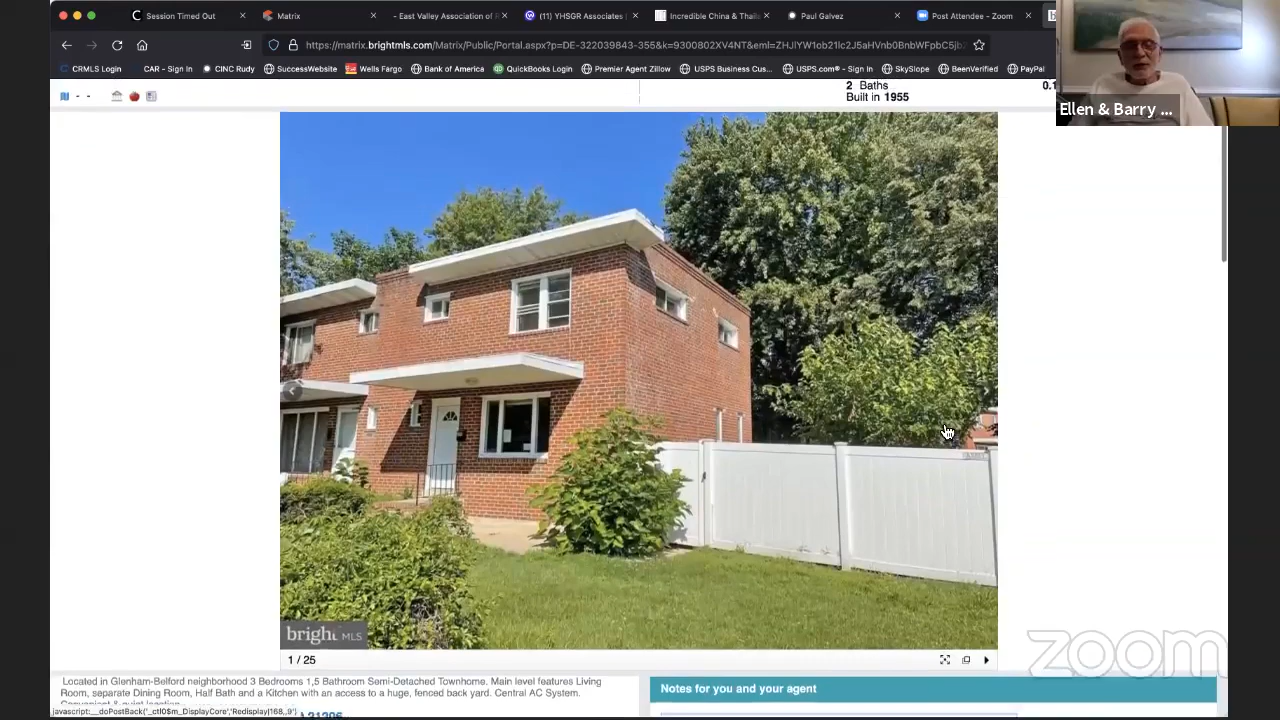 Session Timed Out
Matrix
- East Valley Association of R
(11) YHSGR Associates |
Incredible China & Thaila
Paul Galvez
Post Attendee - Zoom
https://matrix.brightmls.com/Matrix/Public/Portal.aspx?p=DE-322039843-355&k=9300802XV4NT&eml=
CRMLS Login
CAR - Sign In
CINC Rudy
SuccessWebsite
Wells Fargo
Bank of America
QuickBooks Login
Premier Agent Zillow
USPS Business Cus...
USPS.com® - Sign In
SkySlope
BeenVerified
PayPal
Ellen & Barry ...
2 Baths
0.1
Built in 1955
bright MLS
1 / 25
zoom
Located in Glenham-Belford neighborhood 3 Bedrooms 1,5 Bathroom Semi-Detached Townhome. Main level features Living
Room, separate Dining Room, Half Bath and a Kitchen with an access to a huge, fenced back yard. Central AC System.
Notes for you and your agent
javascript:__doPostBack('_ctl0$m_DisplayCore','Redisplay|168,,9')